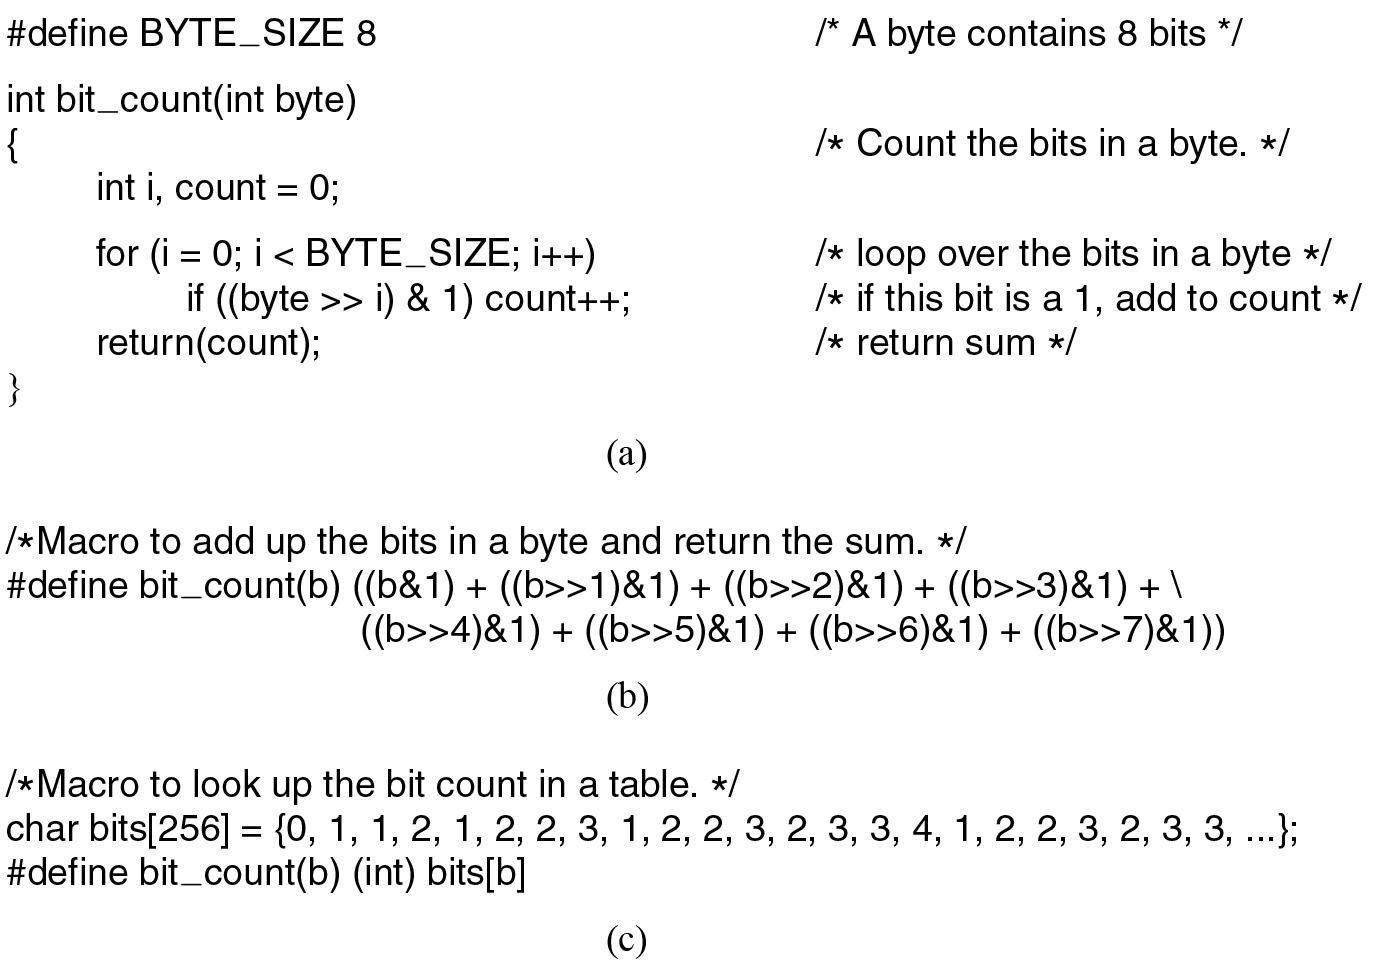 #define BYTE_SIZE 8 /* A byte contains 8 bits */
int bit_count(int byte)
{ /* Count the bits in a byte. */
int i, count = 0;
for (i = 0; i < BYTE_SIZE; i++) /* loop over the bits in a byte */
if ((byte >> i) & 1) count++; /* if this bit is a 1, add to count */
return(count); /* return sum */
}
(a)
/*Macro to add up the bits in a byte and return the sum. */
#define bit_count(b) ((b&1) + ((b>>1)&1) + ((b>>2)&1) + ((b>>3)&1) + \
((b>>4)&1) + ((b>>5)&1) + ((b>>6)&1) + ((b>>7)&1))
(b)
/*Macro to look up the bit count in a table. */
char bits[256] = {0, 1, 1, 2, 1, 2, 2, 3, 1, 2, 2, 3, 2, 3, 3, 4, 1, 2, 2, 3, 2, 3, 3, ...};
#define bit_count(b) (int) bits[b]
(c)